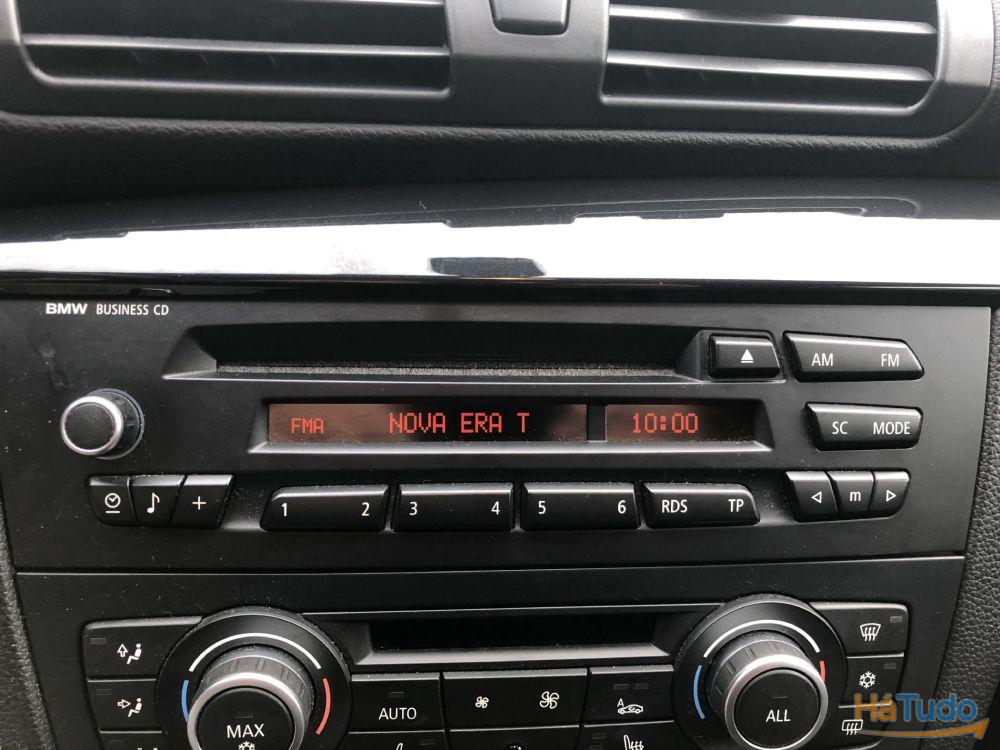 BMW BUSINESS CD
AM FM
FMA NOVA ERA T 10:00
SC MODE
+ 1 2 3 4 5 6 RDS TP m
MAX AUTO A ALL
HáTudo